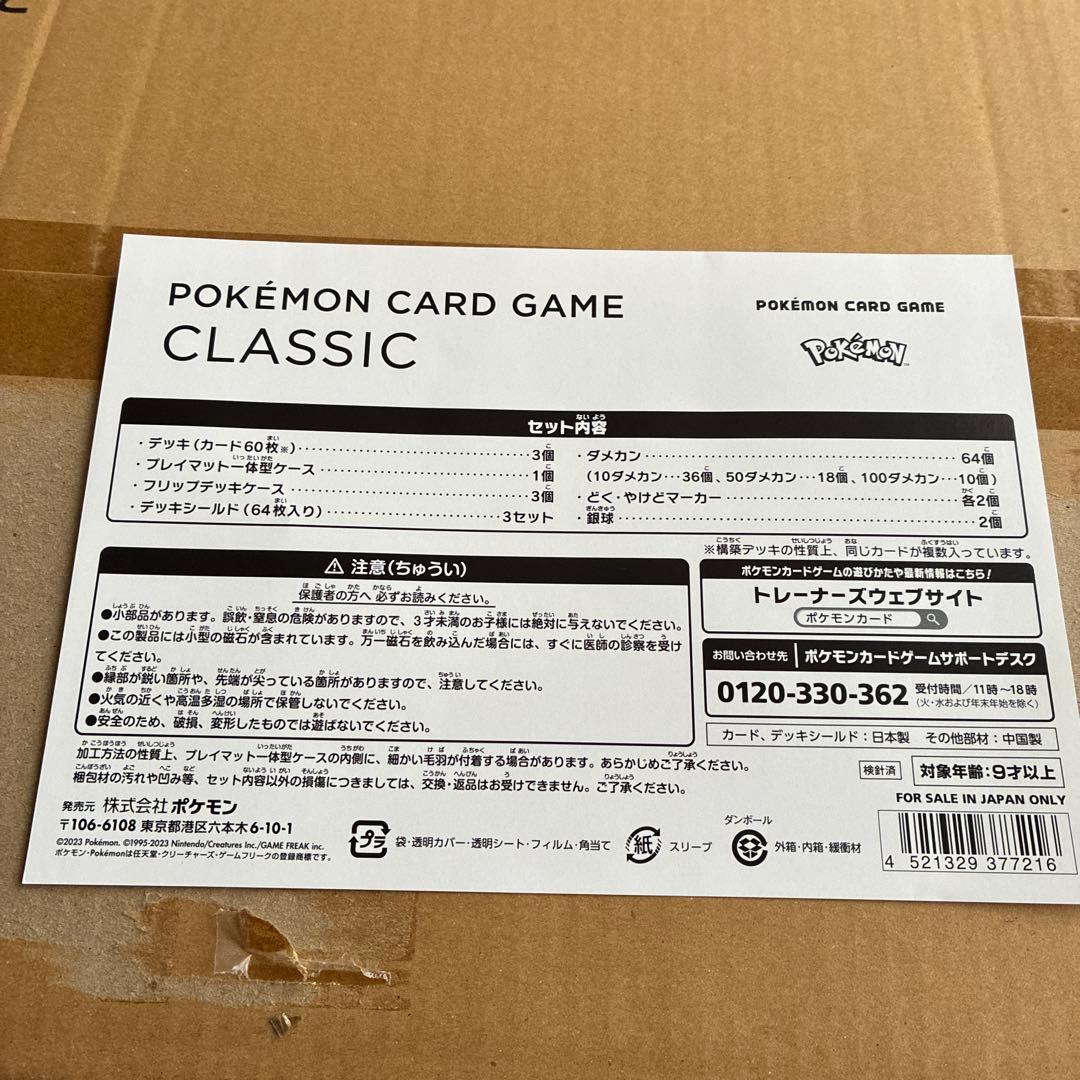 POKÉMON CARD GAME
CLASSIC
POKÉMON CARD GAME
POKéMON™
セット内容
・デッキ(カード60枚※)……………………………3個
・プレイマット一体型ケース……………………………1個
・フリップデッキケース……………………………3個
・デッキシールド(64枚入り)……………………3セット
・ダメカン……………………………………64個
(10ダメカン…36個、50ダメカン…18個、100ダメカン…10個)
・どく・やけどマーカー……………………………各2個
・銀球……………………………………………2個
※構築デッキの性質上、同じカードが複数入っています。
⚠ 注意(ちゅうい)
保護者の方へ 必ずお読みください。
●小部品があります。誤飲・窒息の危険がありますので、3才未満のお子様には絶対に与えないでください。
●この製品には小型の磁石が含まれています。万一磁石を飲み込んだ場合には、すぐに医師の診察を受け
てください。
●縁部が鋭い箇所や、先端が尖っている箇所がありますので、注意してください。
●火気の近くや高温多湿の場所で保管しないでください。
●安全のため、破損、変形したものでは遊ばないでください。
加工方法の性質上、プレイマット一体型ケースの内側に、細かい毛羽が付着する場合があります。あらかじめご了承ください。
梱包材の汚れや凹み等、セット内容以外の損傷につきましては、交換・返品はお受けできません。ご了承ください。
ポケモンカードゲームの遊びかたや最新情報はこちら!
トレーナーズウェブサイト
ポケモンカード
お問い合わせ先 ポケモンカードゲームサポートデスク
0120-330-362 受付時間/11時〜18時
(火・水および年末年始を除く)
カード、デッキシールド:日本製 その他部材:中国製
検針済 対象年齢:9才以上
FOR SALE IN JAPAN ONLY
発売元 株式会社ポケモン
〒106-6108 東京都港区六本木6-10-1
©2023 Pokémon. ©1995-2023 Nintendo/Creatures Inc./GAME FREAK inc.
ポケモン・Pokémonは任天堂・クリーチャーズ・ゲームフリークの登録商標です。
プラ 袋・透明カバー・透明シート・フィルム・角当て
紙 スリーブ
ダンボール
外箱・内箱・緩衝材
4 521329 377216